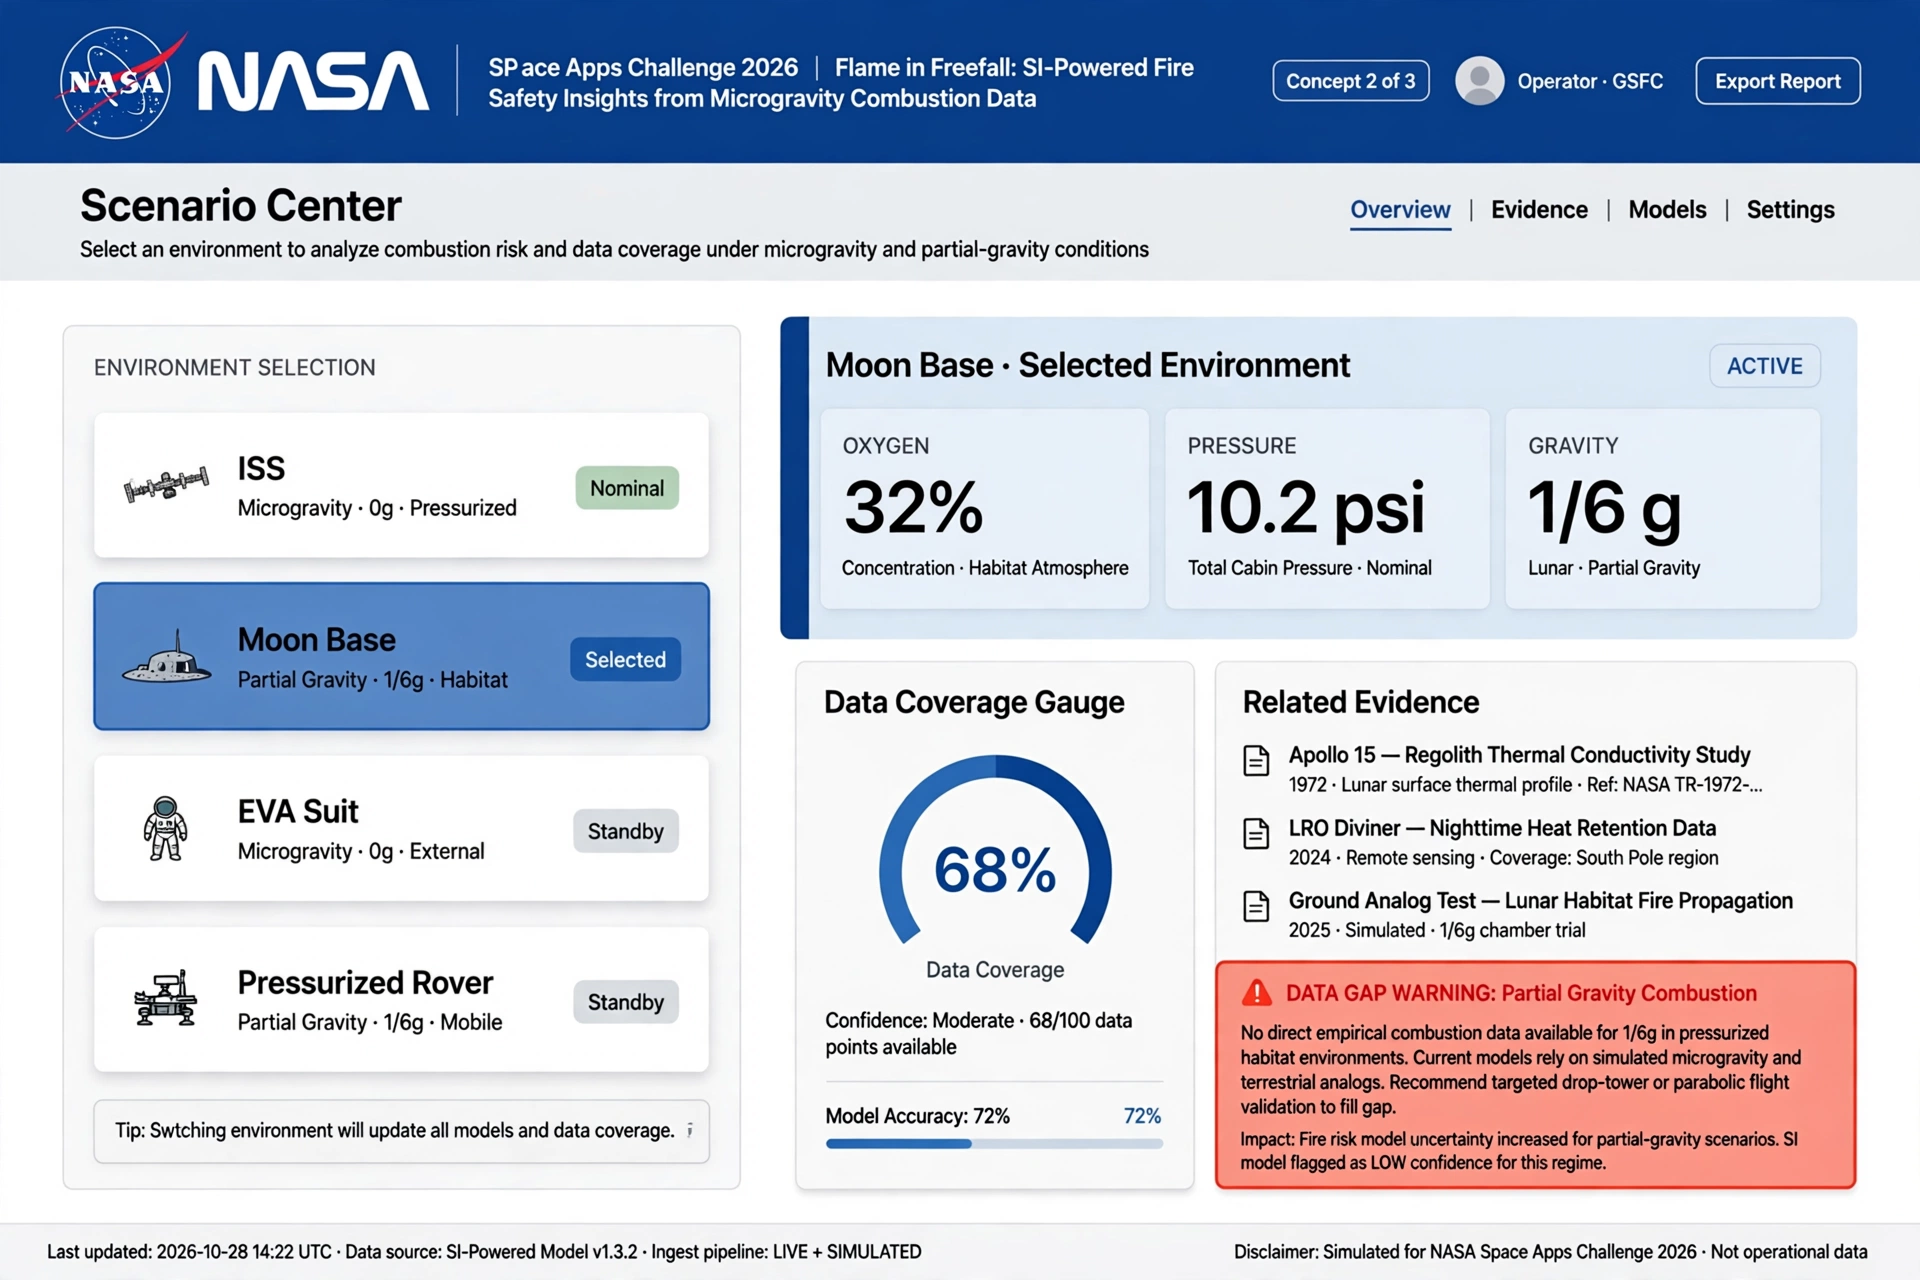 NASA
NASA
SPace Apps Challenge 2026 | Flame in Freefall: SI-Powered Fire
Safety Insights from Microgravity Combustion Data
Concept 2 of 3
Operator · GSFC
Export Report
Scenario Center
Select an environment to analyze combustion risk and data coverage under microgravity and partial-gravity conditions
Overview | Evidence | Models | Settings
ENVIRONMENT SELECTION
ISS
Microgravity · 0g · Pressurized
Nominal
Moon Base
Partial Gravity · 1/6g · Habitat
Selected
EVA Suit
Microgravity · 0g · External
Standby
Pressurized Rover
Partial Gravity · 1/6g · Mobile
Standby
Tip: Swtching environment will update all models and data coverage. i
Moon Base · Selected Environment
ACTIVE
OXYGEN
32%
Concentration · Habitat Atmosphere
PRESSURE
10.2 psi
Total Cabin Pressure · Nominal
GRAVITY
1/6 g
Lunar · Partial Gravity
Data Coverage Gauge
68%
Data Coverage
Confidence: Moderate · 68/100 data
points available
Model Accuracy: 72%
72%
Related Evidence
Apollo 15 — Regolith Thermal Conductivity Study
1972 · Lunar surface thermal profile · Ref: NASA TR-1972-...
LRO Diviner — Nighttime Heat Retention Data
2024 · Remote sensing · Coverage: South Pole region
Ground Analog Test — Lunar Habitat Fire Propagation
2025 · Simulated · 1/6g chamber trial
DATA GAP WARNING: Partial Gravity Combustion
No direct empirical combustion data available for 1/6g in pressurized
habitat environments. Current models rely on simulated microgravity and
terrestrial analogs. Recommend targeted drop-tower or parabolic flight
validation to fill gap.
Impact: Fire risk model uncertainty increased for partial-gravity scenarios. SI
model flagged as LOW confidence for this regime.
Last updated: 2026-10-28 14:22 UTC · Data source: SI-Powered Model v1.3.2 · Ingest pipeline: LIVE + SIMULATED
Disclaimer: Simulated for NASA Space Apps Challenge 2026 · Not operational data